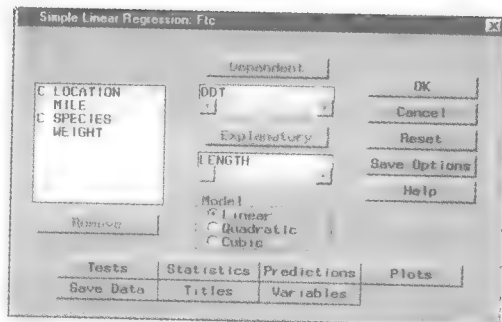 Simple Linear Regression: Ftc
C LOCATION
MILE
C SPECIES
WEIGHT
Remove
Dependent
DDT
Explanatory
LENGTH
Model
Linear
Quadratic
Cubic
OK
Cancel
Reset
Save Options
Help
Tests
Statistics
Predictions
Plots
Save Data
Titles
Variables